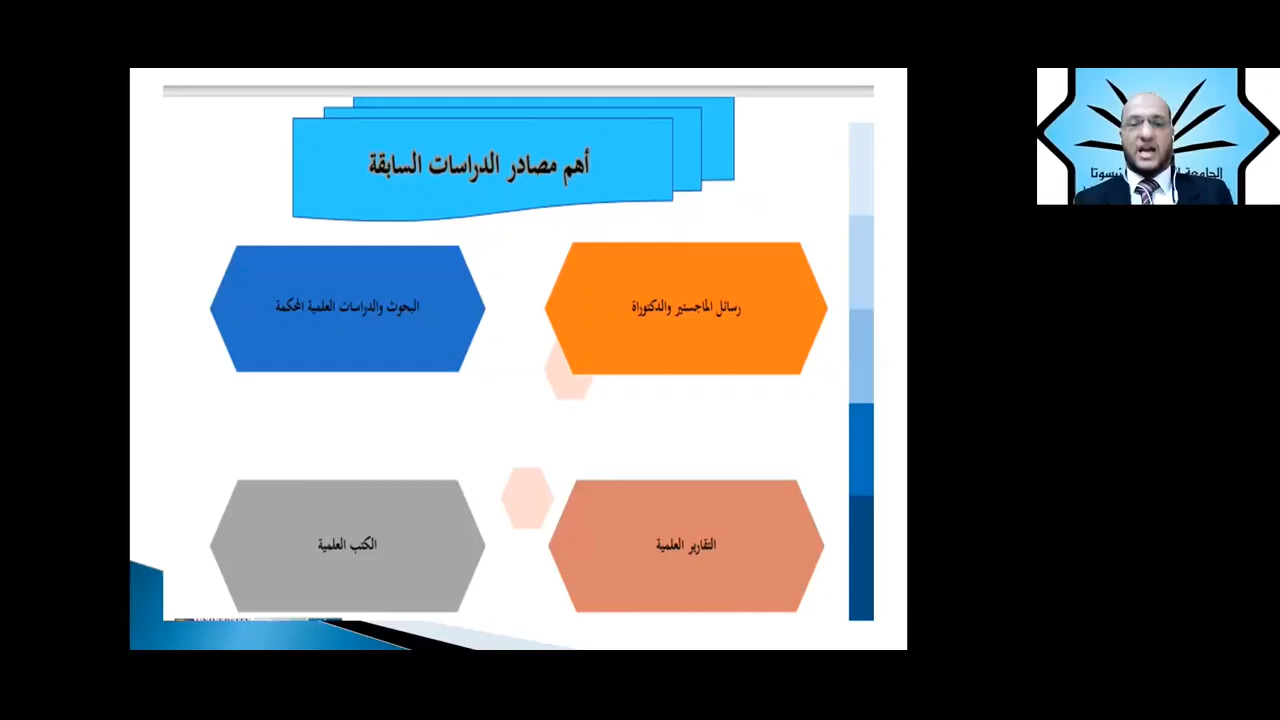 أهم مصادر الدراسات السابقة
رسائل الماجستير والدكتوراة
البحوث والدراسات العلمية المحكمة
التقارير العلمية
الكتب العلمية